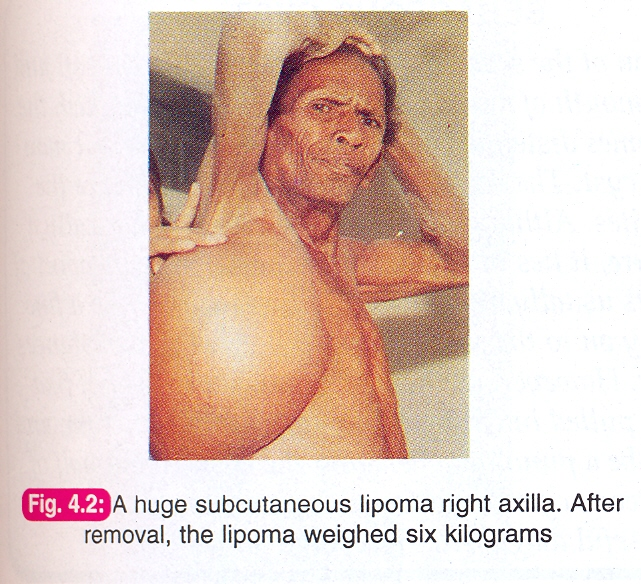 Fig. 4.2: A huge subcutaneous lipoma right axilla. After
removal, the lipoma weighed six kilograms